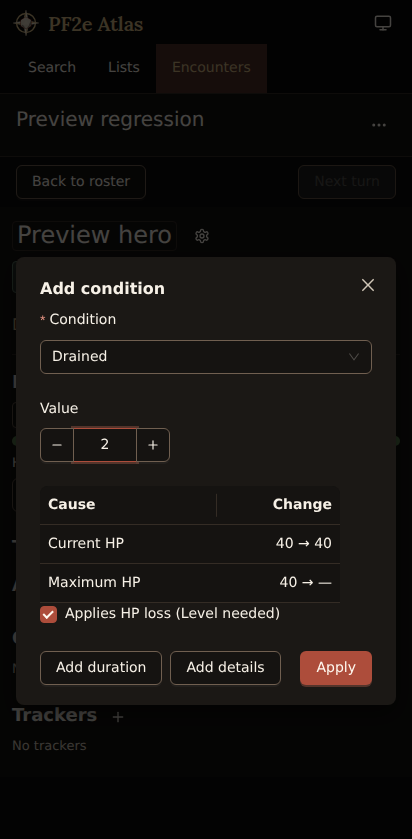 PF2e Atlas
Search Lists Encounters
Preview regression ...
Back to roster Next turn
Preview hero
Add condition
* Condition
Drained
Value
− 2 +
Cause Change
Current HP 40 → 40
Maximum HP 40 → —
Applies HP loss (Level needed)
Add duration Add details Apply
Trackers +
No trackers